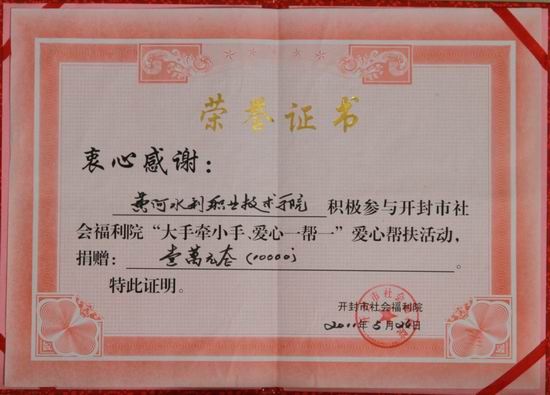 荣誉证书
衷心感谢：
黄河水利职业技术学院 积极参与开封市社
会福利院“大手牵小手、爱心一帮一”爱心帮扶活动，
捐赠：壹萬元整（10000）。
特此证明。
开封市社会福利院
2011年5月26日